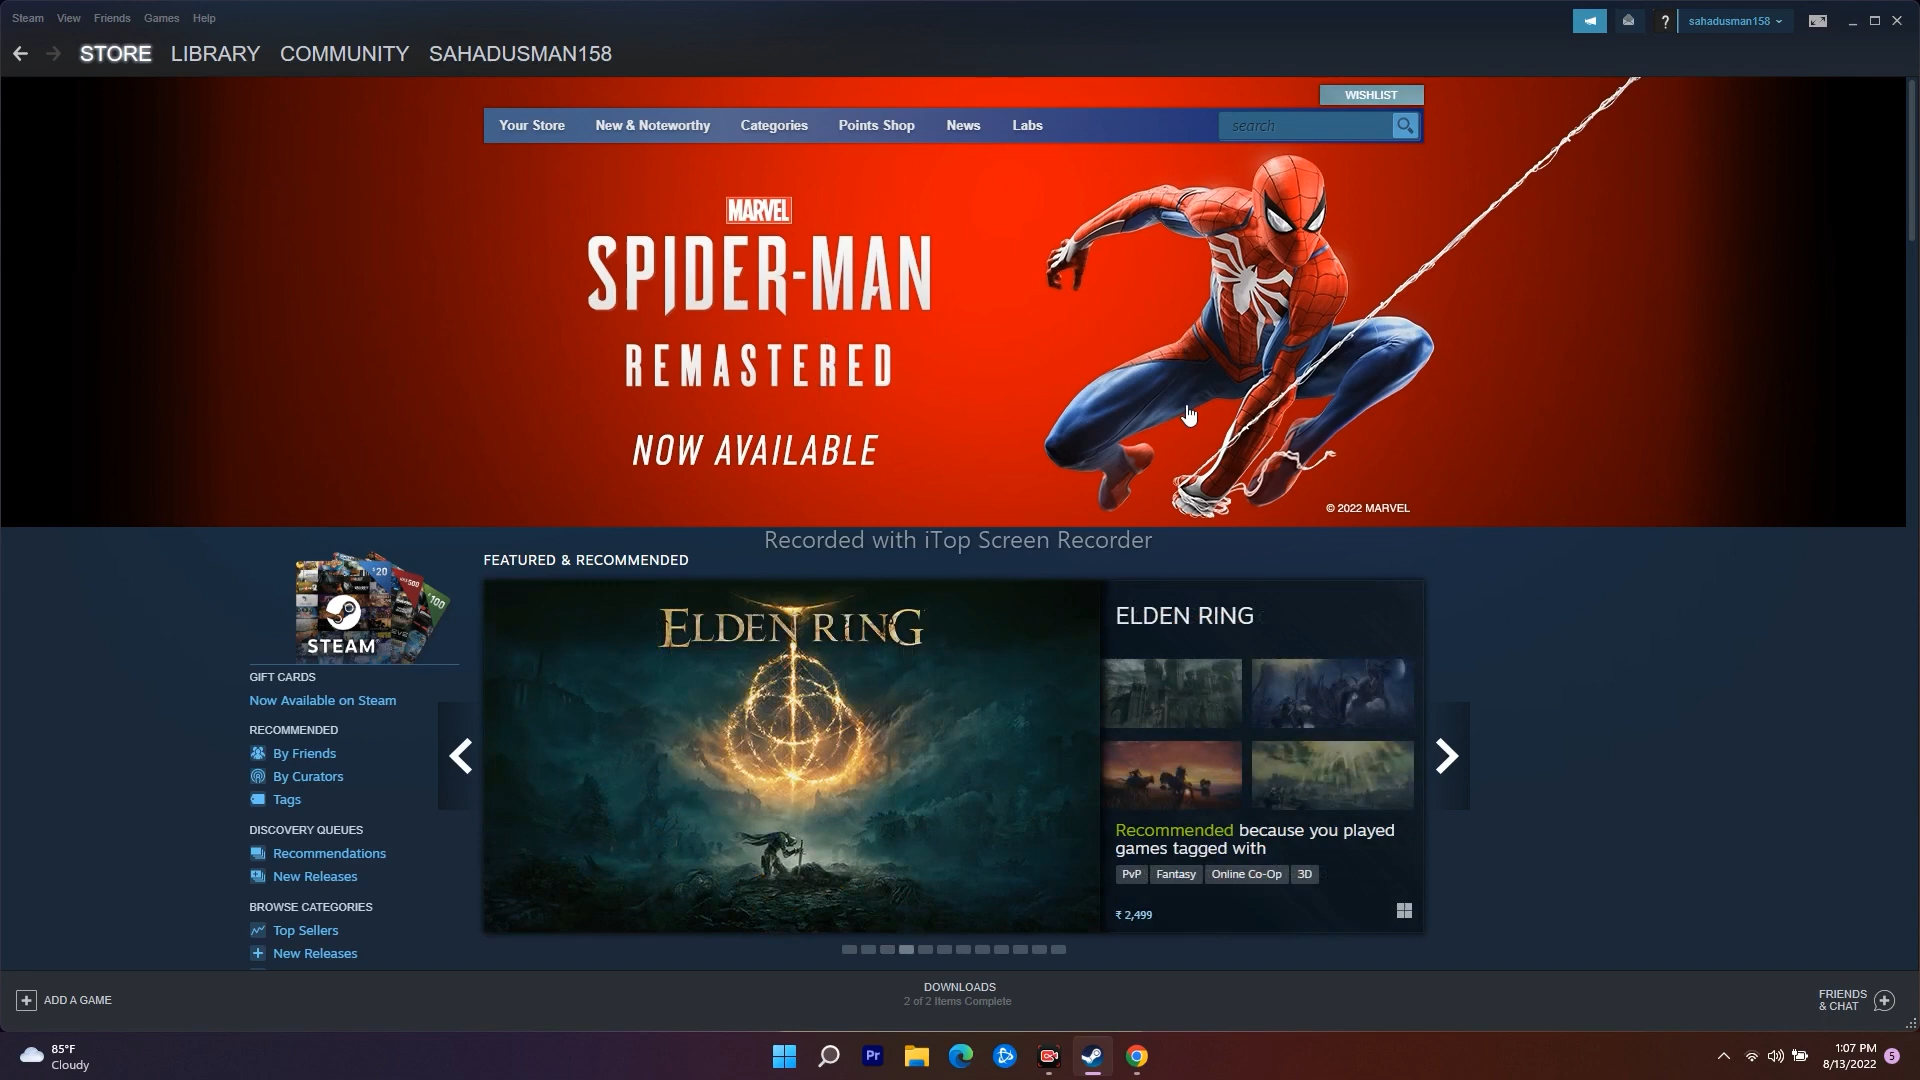 Steam View Friends Games Help
sahadusman158
STORE LIBRARY COMMUNITY SAHADUSMAN158
WISHLIST
Your Store New & Noteworthy Categories Points Shop News Labs search
MARVEL
SPIDER-MAN
REMASTERED
NOW AVAILABLE
© 2022 MARVEL
Recorded with iTop Screen Recorder
STEAM
GIFT CARDS
Now Available on Steam
RECOMMENDED
By Friends
By Curators
Tags
DISCOVERY QUEUES
Recommendations
New Releases
BROWSE CATEGORIES
Top Sellers
New Releases
FEATURED & RECOMMENDED
ELDEN RING
ELDEN RING
Recommended because you played
games tagged with
PvP Fantasy Online Co-Op 3D
₹ 2,499
ADD A GAME
DOWNLOADS
2 of 2 Items Complete
FRIENDS
& CHAT
85°F
Cloudy
Pr
1:07 PM
8/13/2022
5